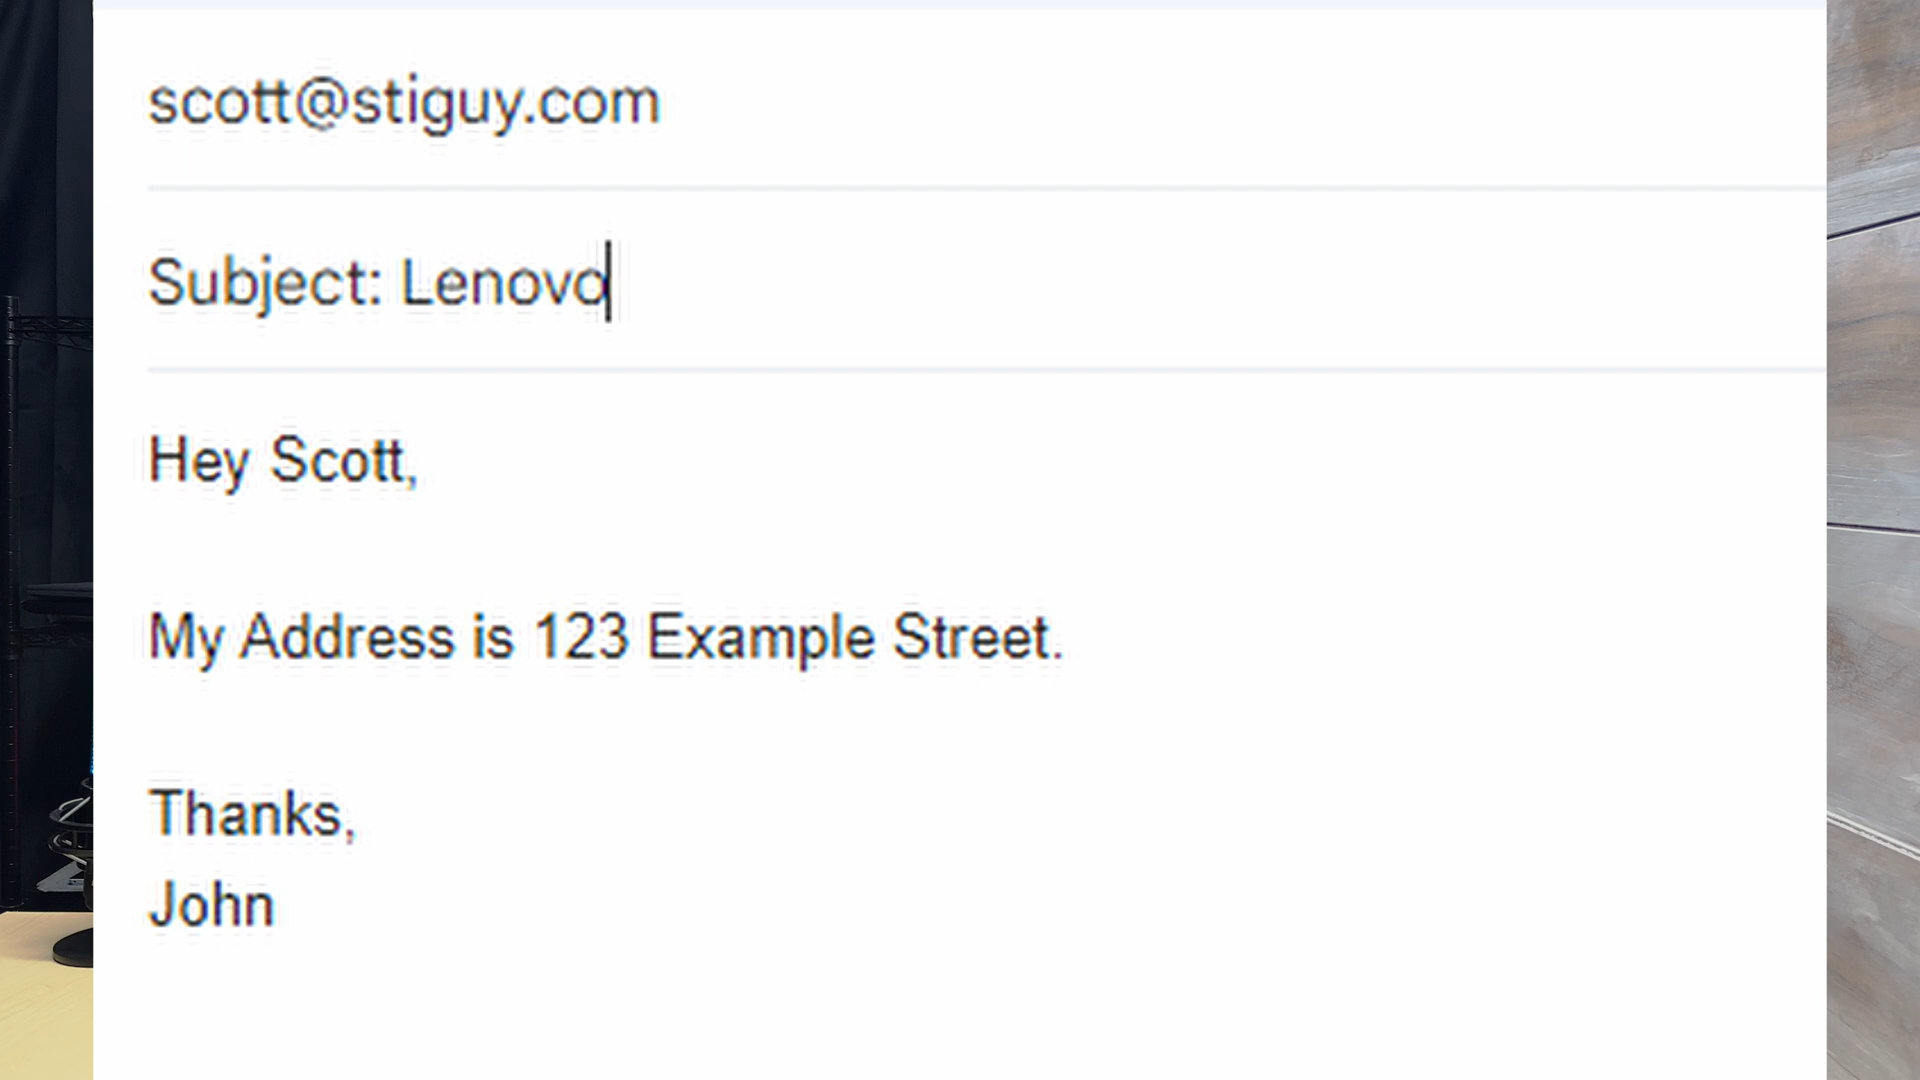 scott@stiguy.com
Subject: Lenovo
Hey Scott,
My Address is 123 Example Street.
Thanks,
John